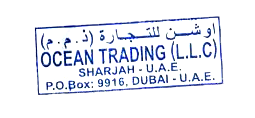 اوشن للتجارة (ذ.م.م)
OCEAN TRADING (L.L.C)
SHARJAH - U.A.E.
P.O.Box: 9916, DUBAI - U.A.E.